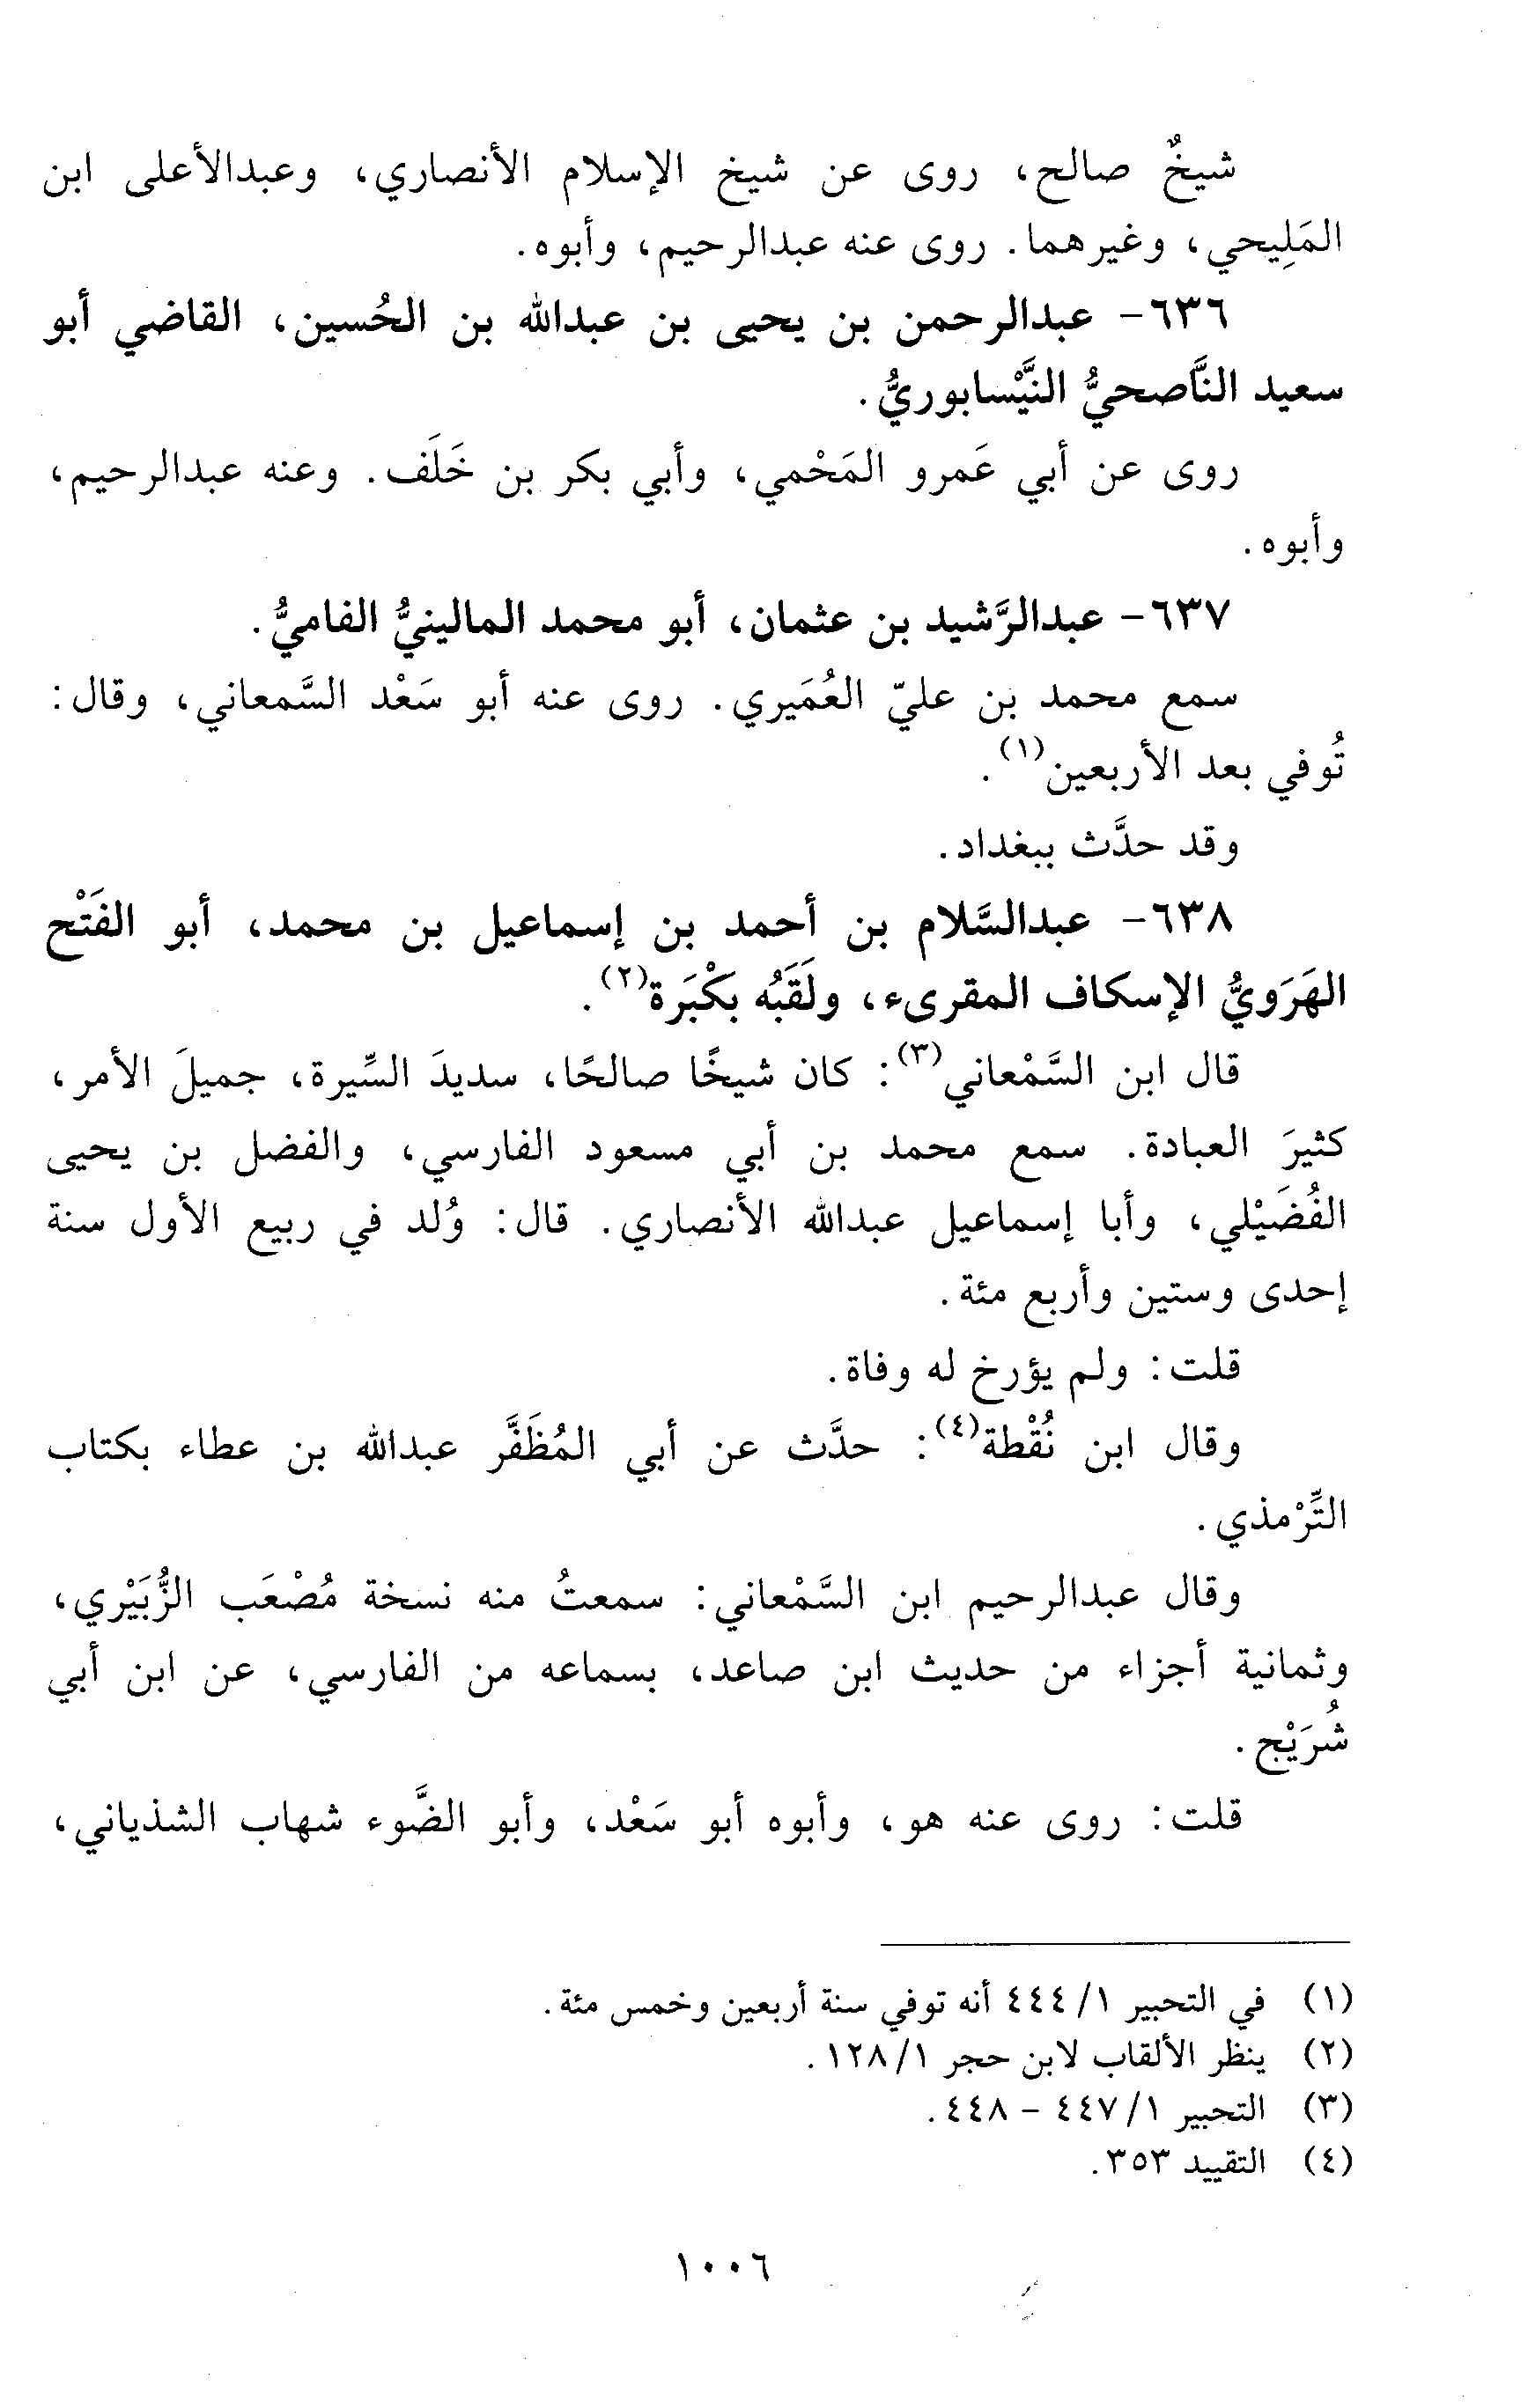 شيخٌ صالح، روى عن شيخ الإسلام الأنصاري، وعبدالأعلى ابن
المَلِيحي، وغيرهما. روى عنه عبدالرحيم، وأبوه.
٦٣٦- عبدالرحمن بن يحيى بن عبدالله بن الحُسين، القاضي أبو
سعيد النَّاصحيُّ النَّيْسابوريُّ.
روى عن أبي عَمرو المَحْمي، وأبي بكر بن خَلَف. وعنه عبدالرحيم،
وأبوه.
٦٣٧- عبدالرَّشيد بن عثمان، أبو محمد المالينيُّ الفاميُّ.
سمع محمد بن عليّ العُمَيري. روى عنه أبو سَعْد السَّمعاني، وقال:
تُوفي بعد الأربعين(١).
وقد حدَّث ببغداد.
٦٣٨- عبدالسَّلام بن أحمد بن إسماعيل بن محمد، أبو الفَتْح
الهَرَويُّ الإسكاف المقرىء، ولَقَبُه بَكْبَرة(٢).
قال ابن السَّمْعاني(٣): كان شيخًا صالحًا، سديدَ السِّيرة، جميلَ الأمر،
كثيرَ العبادة. سمع محمد بن أبي مسعود الفارسي، والفضل بن يحيى
الفُضَيْلي، وأبا إسماعيل عبدالله الأنصاري. قال: وُلد في ربيع الأول سنة
إحدى وستين وأربع مئة.
قلت: ولم يؤرخ له وفاة.
وقال ابن نُقْطة(٤): حدَّث عن أبي المُظَفَّر عبدالله بن عطاء بكتاب
التِّرْمذي.
وقال عبدالرحيم ابن السَّمْعاني: سمعتُ منه نسخة مُصْعَب الزُّبَيْري،
وثمانية أجزاء من حديث ابن صاعد، بسماعه من الفارسي، عن ابن أبي
شُرَيْج.
قلت: روى عنه هو، وأبوه أبو سَعْد، وأبو الضَّوء شهاب الشذياني،
(١) في التحبير ١/ ٤٤٤ أنه توفي سنة أربعين وخمس مئة.
(٢) ينظر الألقاب لابن حجر ١/ ١٢٨.
(٣) التحبير ١/ ٤٤٧ - ٤٤٨.
(٤) التقييد ٣٥٣.
١٠٠٦